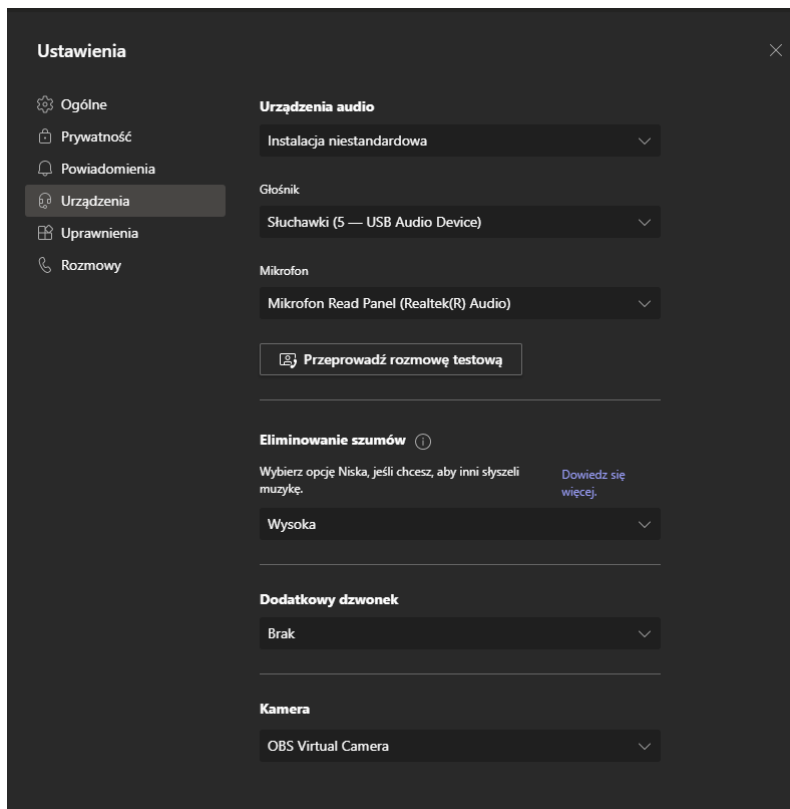 Ustawienia
Ogólne
Prywatność
Powiadomienia
Urządzenia
Uprawnienia
Rozmowy
Urządzenia audio
Instalacja niestandardowa
Głośnik
Słuchawki (5 — USB Audio Device)
Mikrofon
Mikrofon Read Panel (Realtek(R) Audio)
Przeprowadź rozmowę testową
Eliminowanie szumów
Wybierz opcję Niska, jeśli chcesz, aby inni słyszeli
muzykę.
Dowiedz się
więcej.
Wysoka
Dodatkowy dzwonek
Brak
Kamera
OBS Virtual Camera